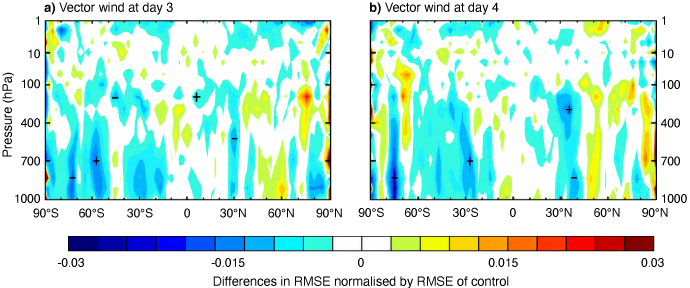 a) Vector wind at day 3
b) Vector wind at day 4
Pressure (hPa)
1
10
100
400
700
1000
1
10
100
400
700
1000
90°S 60°S 30°S 0 30°N 60°N 90°N
90°S 60°S 30°S 0 30°N 60°N 90°N
-0.03 -0.015 0 0.015 0.03
Differences in RMSE normalised by RMSE of control